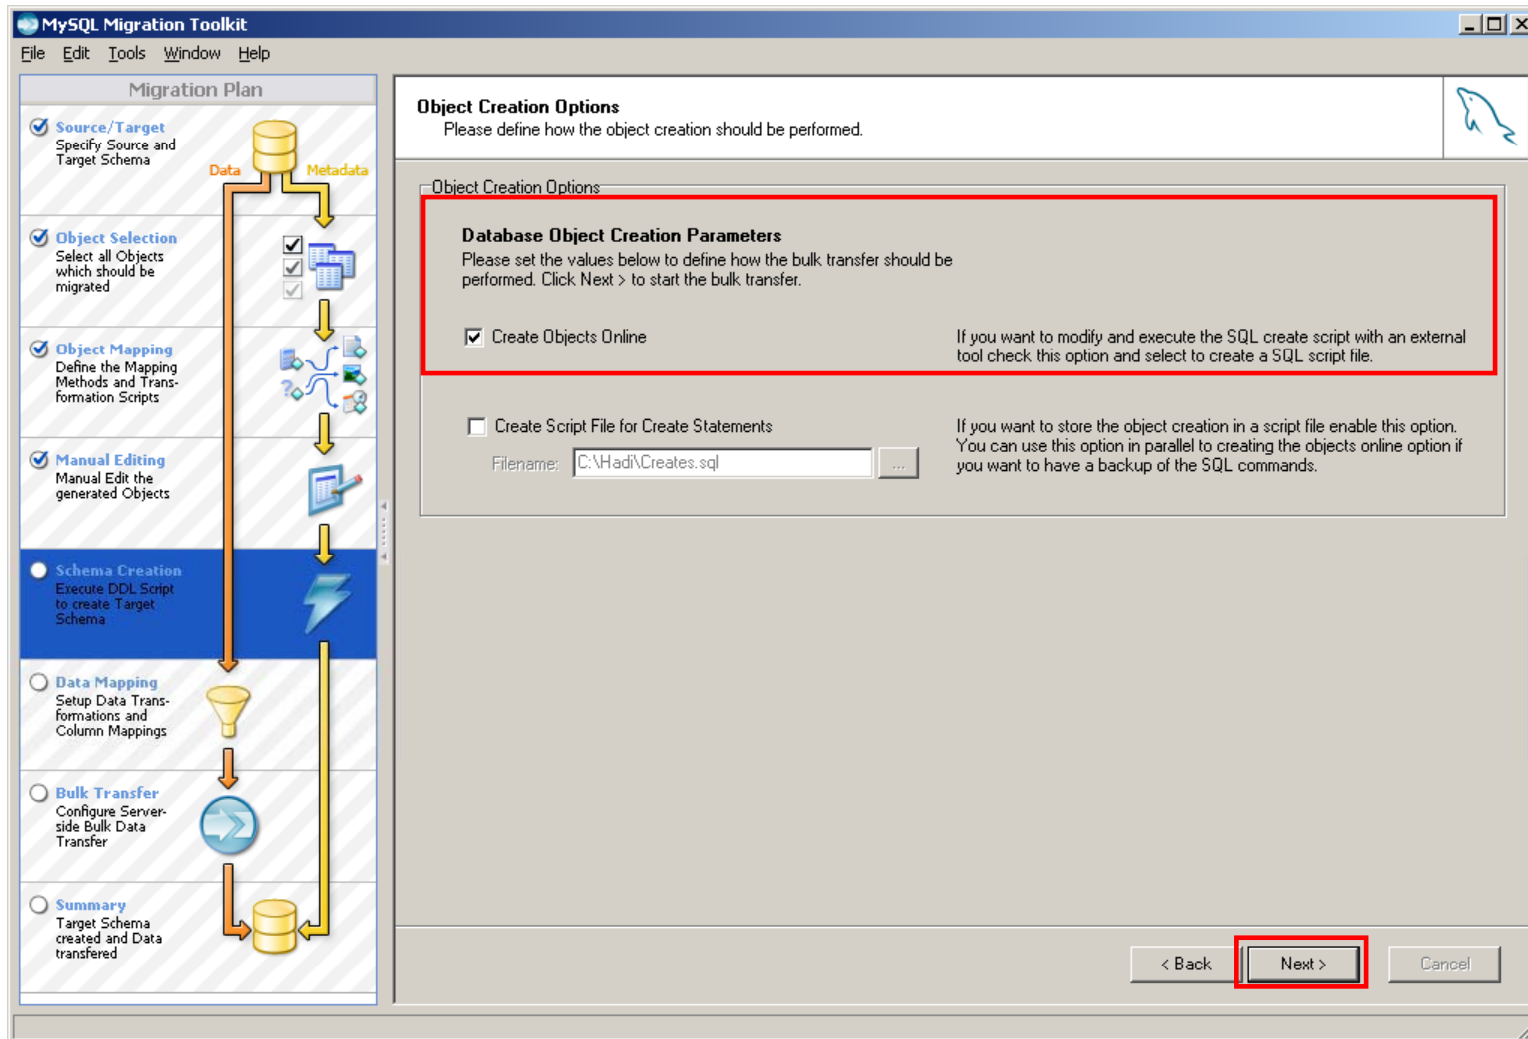 MySQL Migration Toolkit
File Edit Tools Window Help
Migration Plan
Source/Target
Specify Source and
Target Schema
Data
Metadata
Object Selection
Select all Objects
which should be
migrated
Object Mapping
Define the Mapping
Methods and Trans-
formation Scripts
Manual Editing
Manual Edit the
generated Objects
Schema Creation
Execute DDL Script
to create Target
Schema
Data Mapping
Setup Data Trans-
formations and
Column Mappings
Bulk Transfer
Configure Server-
side Bulk Data
Transfer
Summary
Target Schema
created and Data
transfered
Object Creation Options
Please define how the object creation should be performed.
Object Creation Options
Database Object Creation Parameters
Please set the values below to define how the bulk transfer should be
performed. Click Next > to start the bulk transfer.
Create Objects Online
If you want to modify and execute the SQL create script with an external
tool check this option and select to create a SQL script file.
Create Script File for Create Statements
Filename: C:\Hadi\Creates.sql ...
If you want to store the object creation in a script file enable this option.
You can use this option in parallel to creating the objects online option if
you want to have a backup of the SQL commands.
< Back Next > Cancel